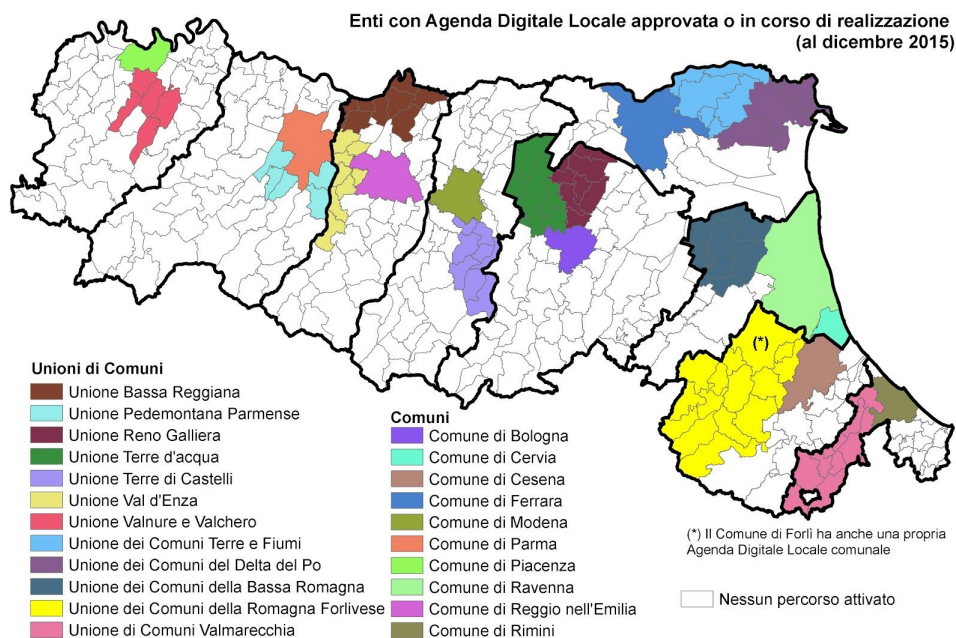 Enti con Agenda Digitale Locale approvata o in corso di realizzazione
(al dicembre 2015)
(*)
Unioni di Comuni
Unione Bassa Reggiana
Unione Pedemontana Parmense
Unione Reno Galliera
Unione Terre d'acqua
Unione Terre di Castelli
Unione Val d'Enza
Unione Valnure e Valchero
Unione dei Comuni Terre e Fiumi
Unione dei Comuni del Delta del Po
Unione dei Comuni della Bassa Romagna
Unione dei Comuni della Romagna Forlivese
Unione di Comuni Valmarecchia
Comuni
Comune di Bologna
Comune di Cervia
Comune di Cesena
Comune di Ferrara
Comune di Modena
Comune di Parma
Comune di Piacenza
Comune di Ravenna
Comune di Reggio nell'Emilia
Comune di Rimini
(*) Il Comune di Forlì ha anche una propria
Agenda Digitale Locale comunale
Nessun percorso attivato